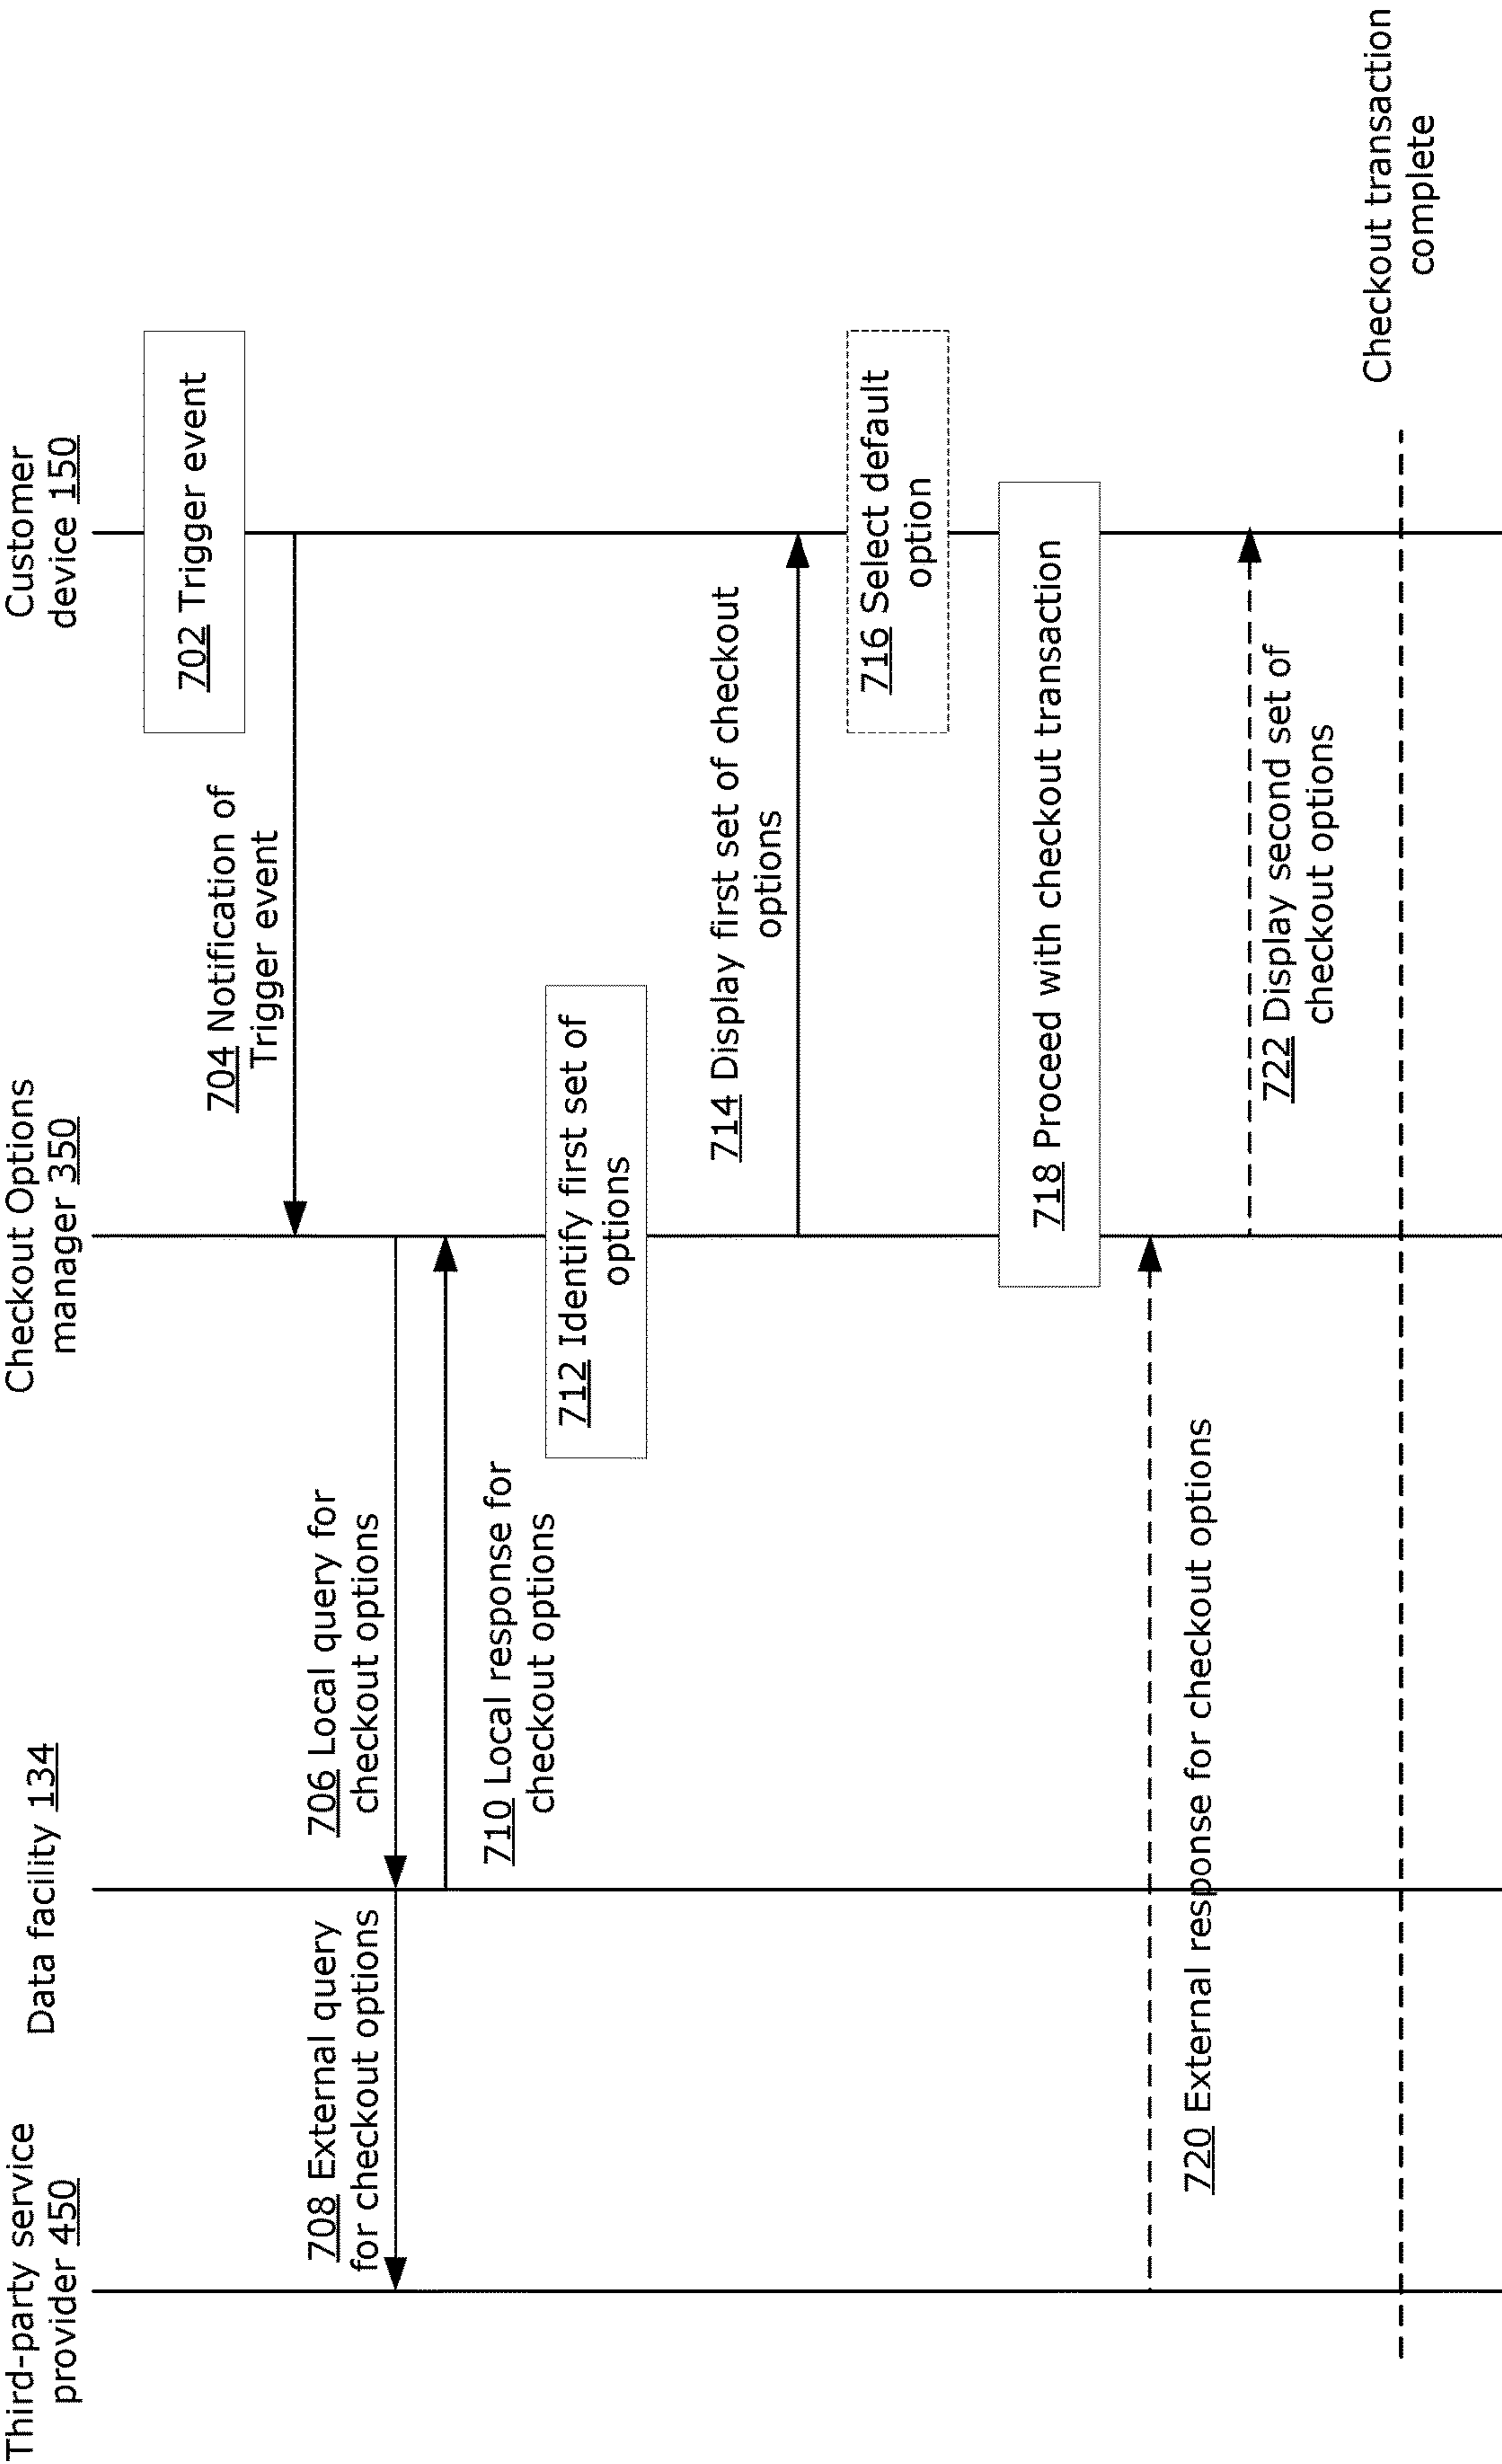 Third-party service
provider 450
Data facility 134
Checkout Options
manager 350
Customer
device 150
702 Trigger event
704 Notification of
Trigger event
708 External query
for checkout options
706 Local query for
checkout options
710 Local response for
checkout options
712 Identify first set of
options
714 Display first set of checkout
options
716 Select default
option
718 Proceed with checkout transaction
720 External response for checkout options
722 Display second set of
checkout options
Checkout transaction
complete